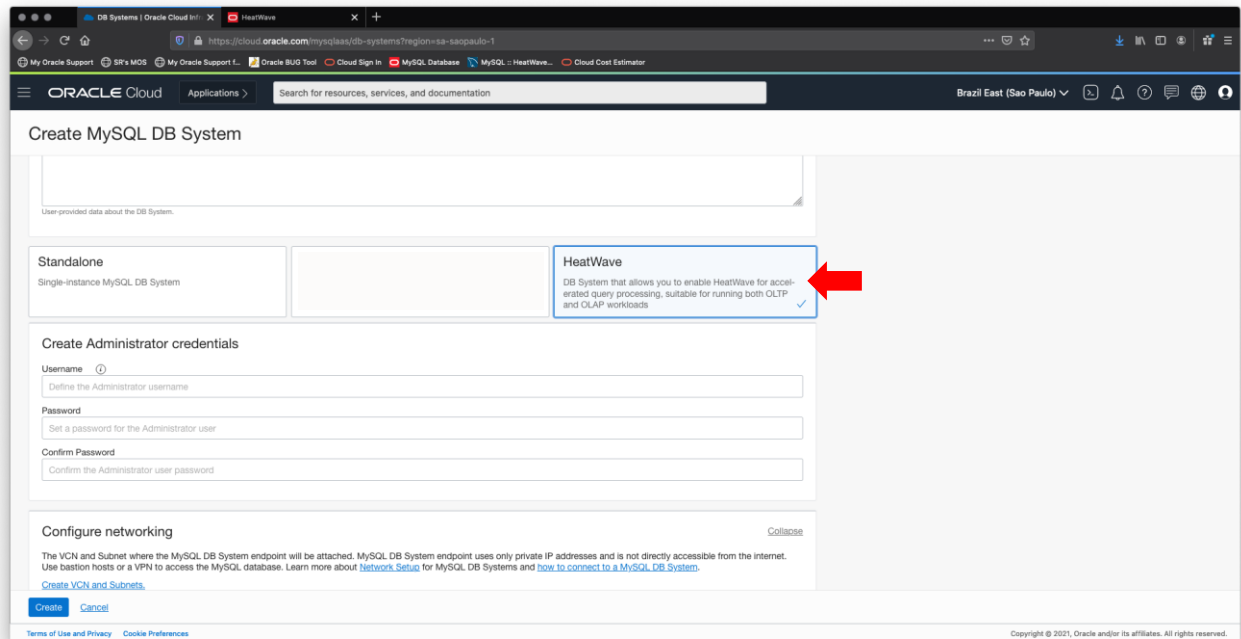 DB Systems | Oracle Cloud Infr
HeatWave
https://cloud.oracle.com/mysqlaas/db-systems?region=sa-saopaulo-1
My Oracle Support
SR's MOS
My Oracle Support f...
Oracle BUG Tool
Cloud Sign In
MySQL Database
MySQL :: HeatWave...
Cloud Cost Estimator
ORACLE Cloud
Applications >
Search for resources, services, and documentation
Brazil East (Sao Paulo)
Create MySQL DB System
User-provided data about the DB System.
Standalone
Single-instance MySQL DB System
HeatWave
DB System that allows you to enable HeatWave for accel-
erated query processing, suitable for running both OLTP
and OLAP workloads
Create Administrator credentials
Username
Define the Administrator username
Password
Set a password for the Administrator user
Confirm Password
Confirm the Administrator user password
Configure networking
Collapse
The VCN and Subnet where the MySQL DB System endpoint will be attached. MySQL DB System endpoint uses only private IP addresses and is not directly accessible from the internet.
Use bastion hosts or a VPN to access the MySQL database. Learn more about Network Setup for MySQL DB Systems and how to connect to a MySQL DB System.
Create VCN and Subnets.
Create
Cancel
Terms of Use and Privacy
Cookie Preferences
Copyright © 2021, Oracle and/or its affiliates. All rights reserved.